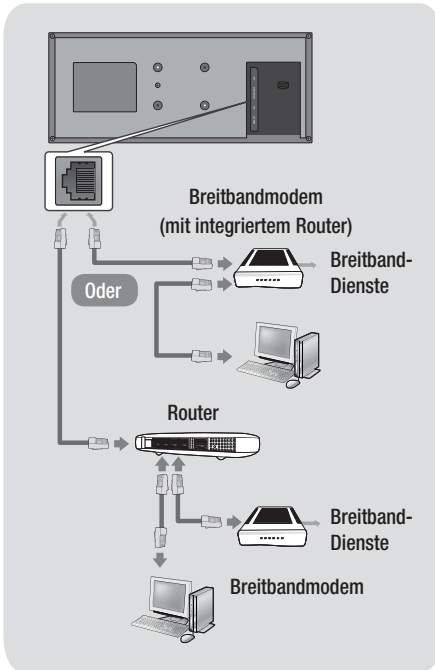 Breitbandmodem
(mit integriertem Router)
Breitband-
Dienste
Oder
Router
Breitband-
Dienste
Breitbandmodem